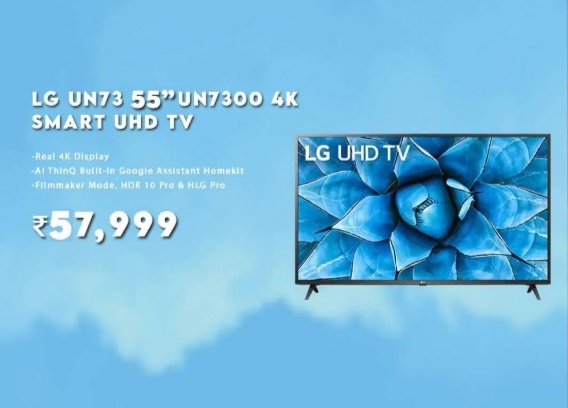 LG UN73 55”UN7300 4K
SMART UHD TV
-Real 4K Display
-AI ThinQ Bulit-in Google Assistant Homekit
-Filmmaker Mode, HDR 10 Pro & HLG Pro
₹57,999
LG UHD TV
LG